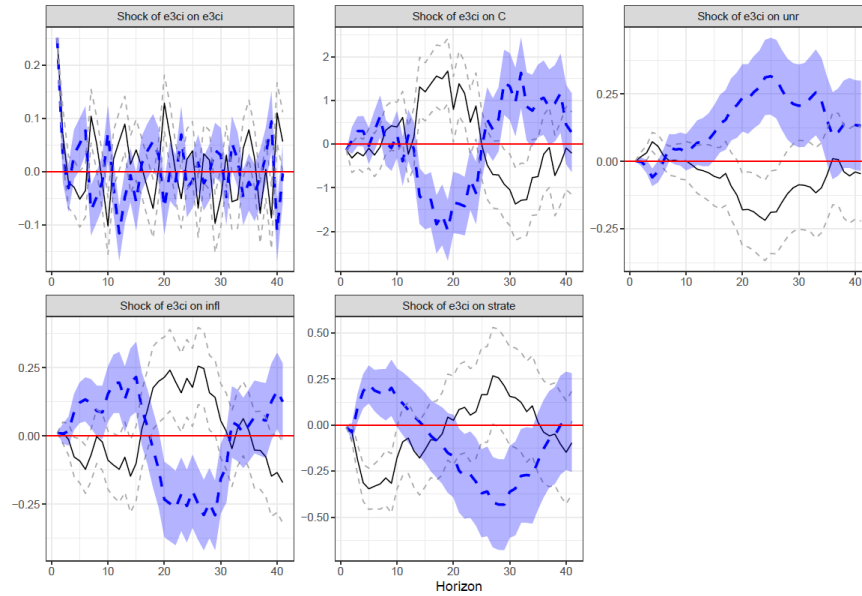 Shock of e3ci on e3ci
Shock of e3ci on C
Shock of e3ci on unr
0.2
0.1
0.0
−0.1
0 10 20 30 40
2
1
0
−1
−2
0 10 20 30 40
0.25
0.00
−0.25
0 10 20 30 40
Shock of e3ci on infl
Shock of e3ci on strate
0.25
0.00
−0.25
0 10 20 30 40
0.50
0.25
0.00
−0.25
−0.50
0 10 20 30 40
Horizon